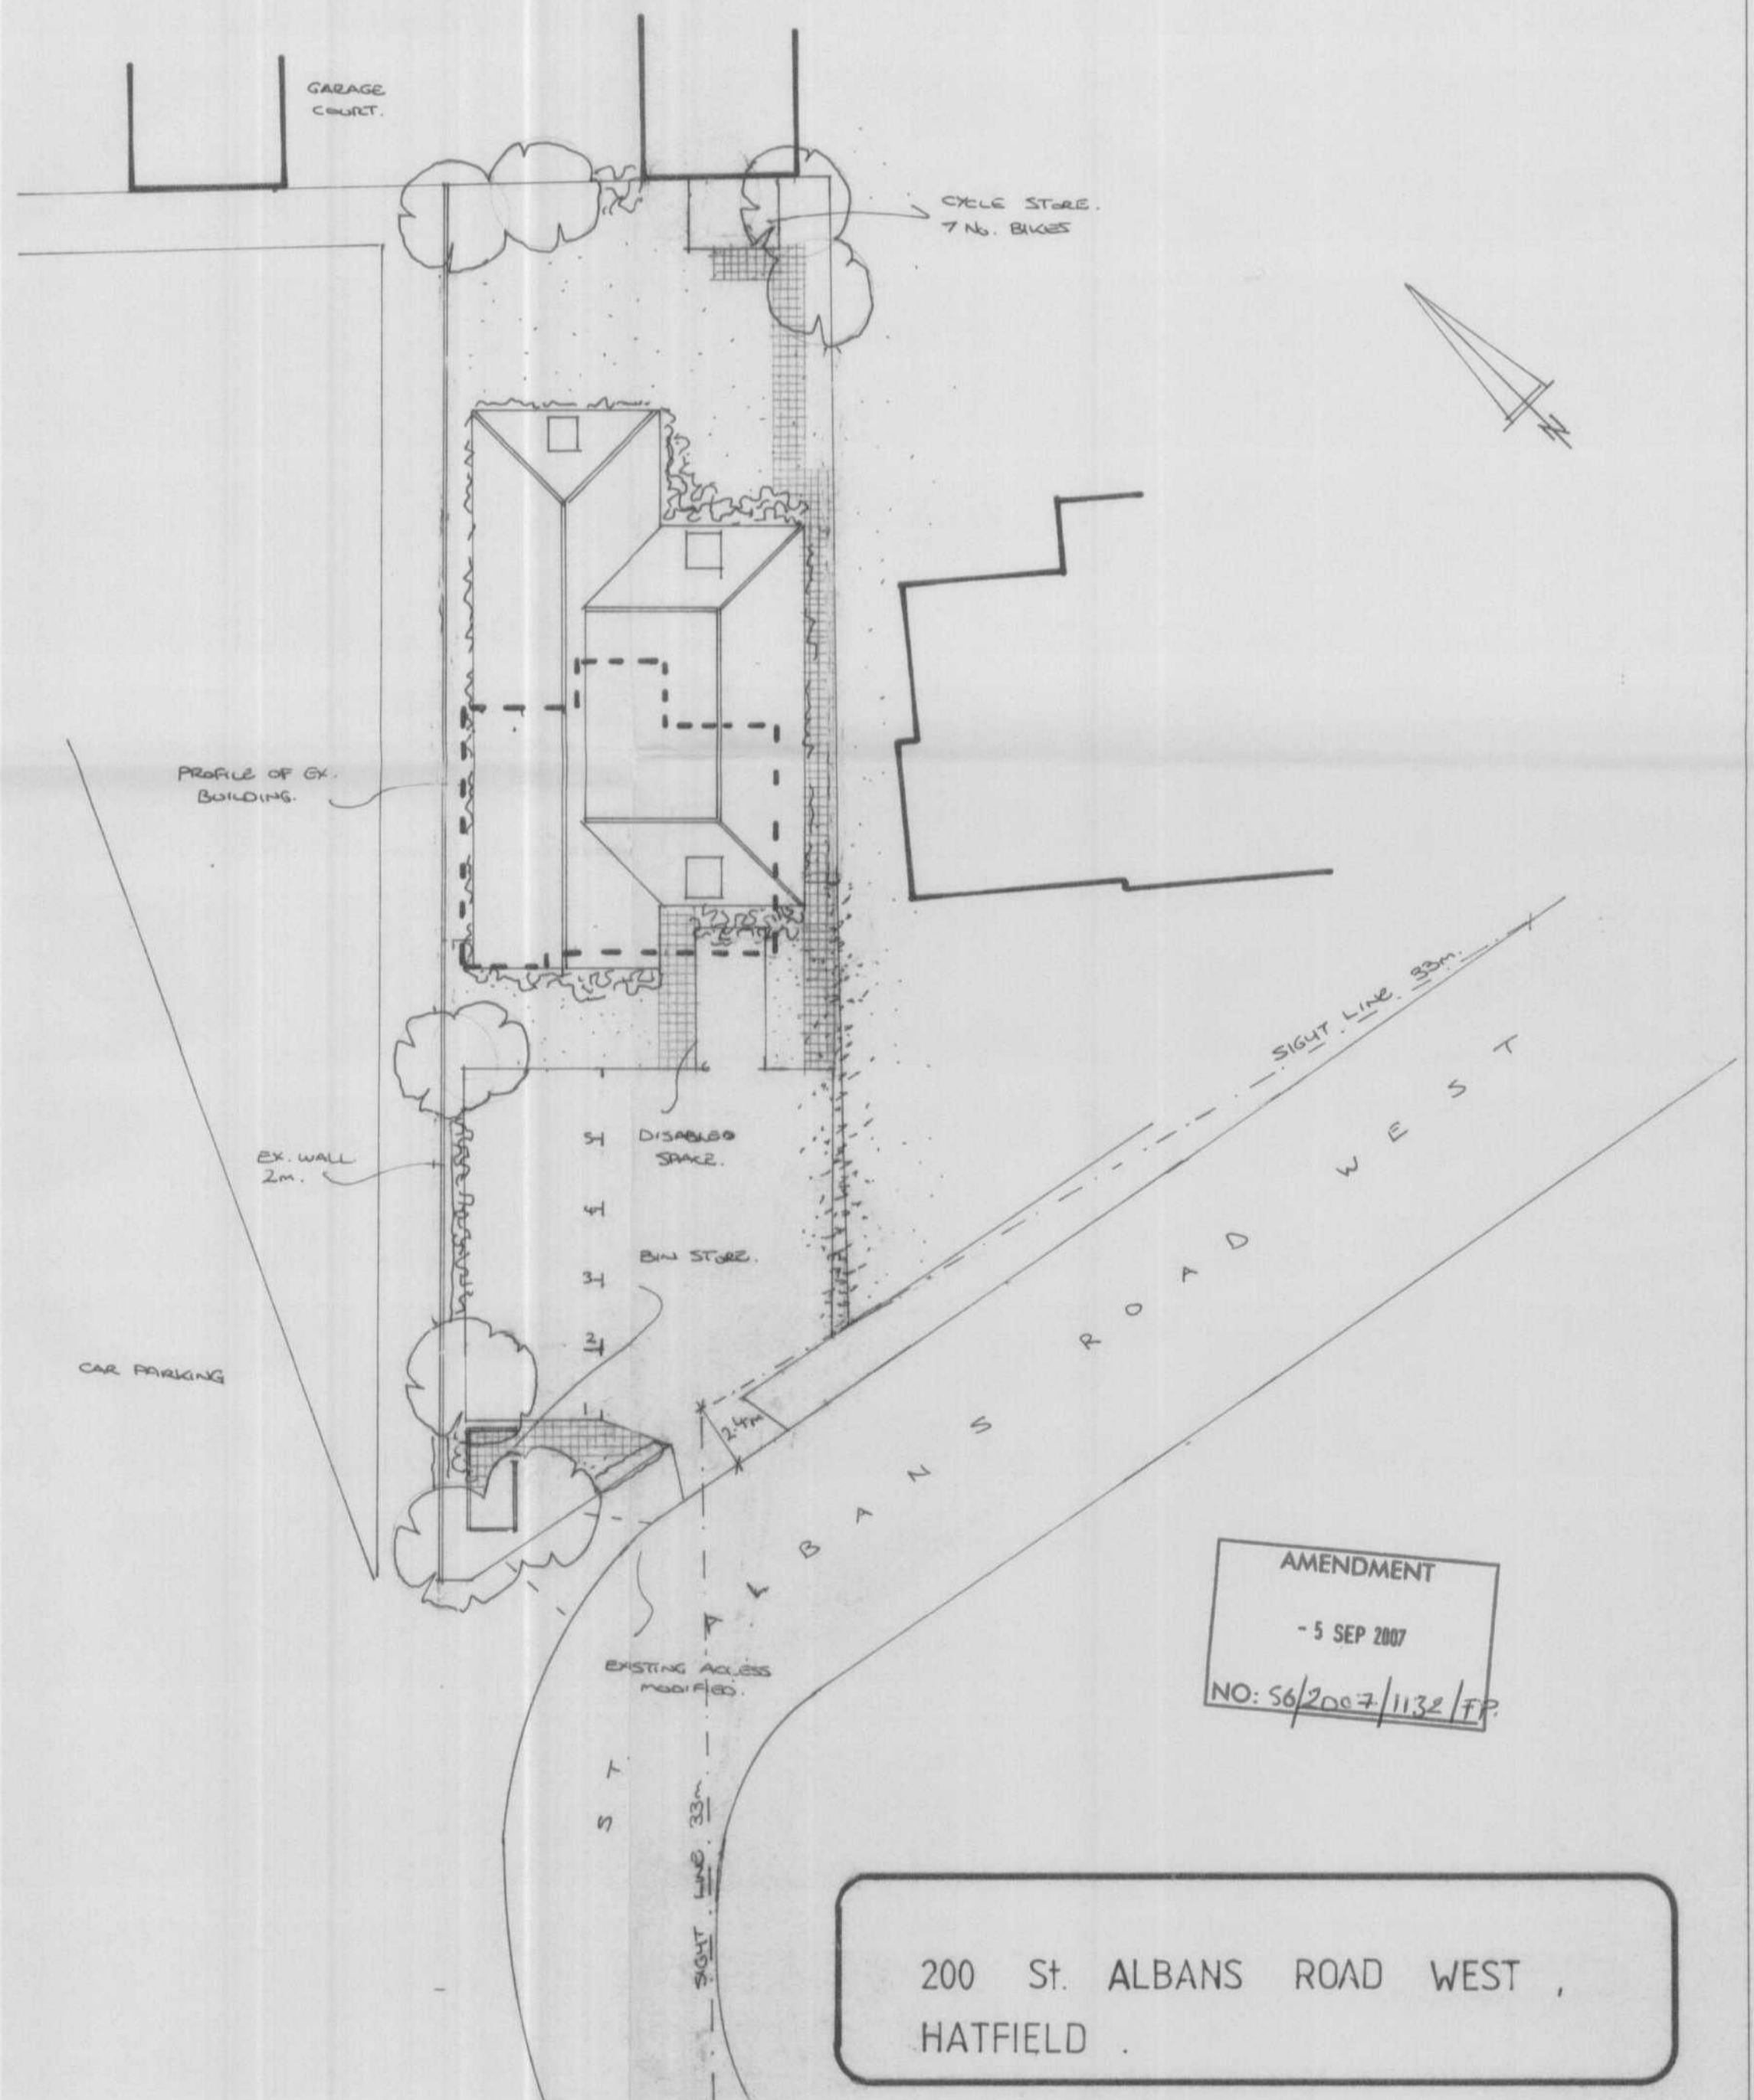 GARAGE
COURT.
CYCLE STORE.
7 No. BIKES
N
PROFILE OF EX.
BUILDING.
SIGHT LINE 33m.
EX. WALL
2m.
DISABLED
SPACE.
BIN STORE.
6
5
4
3
2
1
CAR PARKING
2.4m
EXISTING ACCESS
MODIFIED.
ST ALBANS ROAD WEST
SIGHT LINE 33m
AMENDMENT
- 5 SEP 2007
NO: S6/2007/1132/FP.
200 St. ALBANS ROAD WEST ,
HATFIELD .